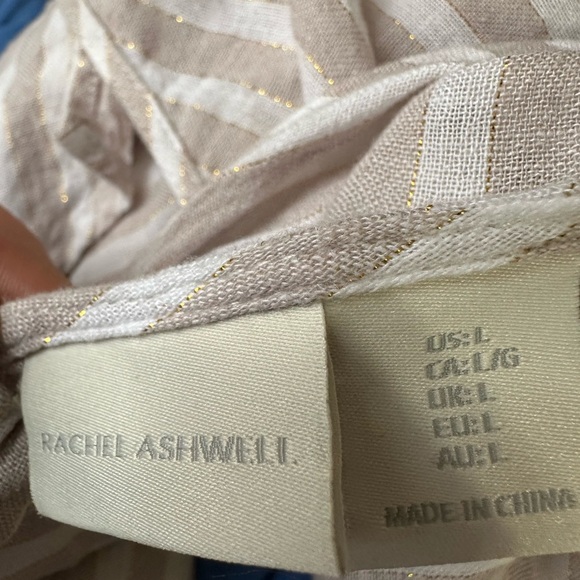 RACHEL ASHWELL
US: L
CA: L/G
UK: L
EU: L
AU: L
MADE IN CHINA